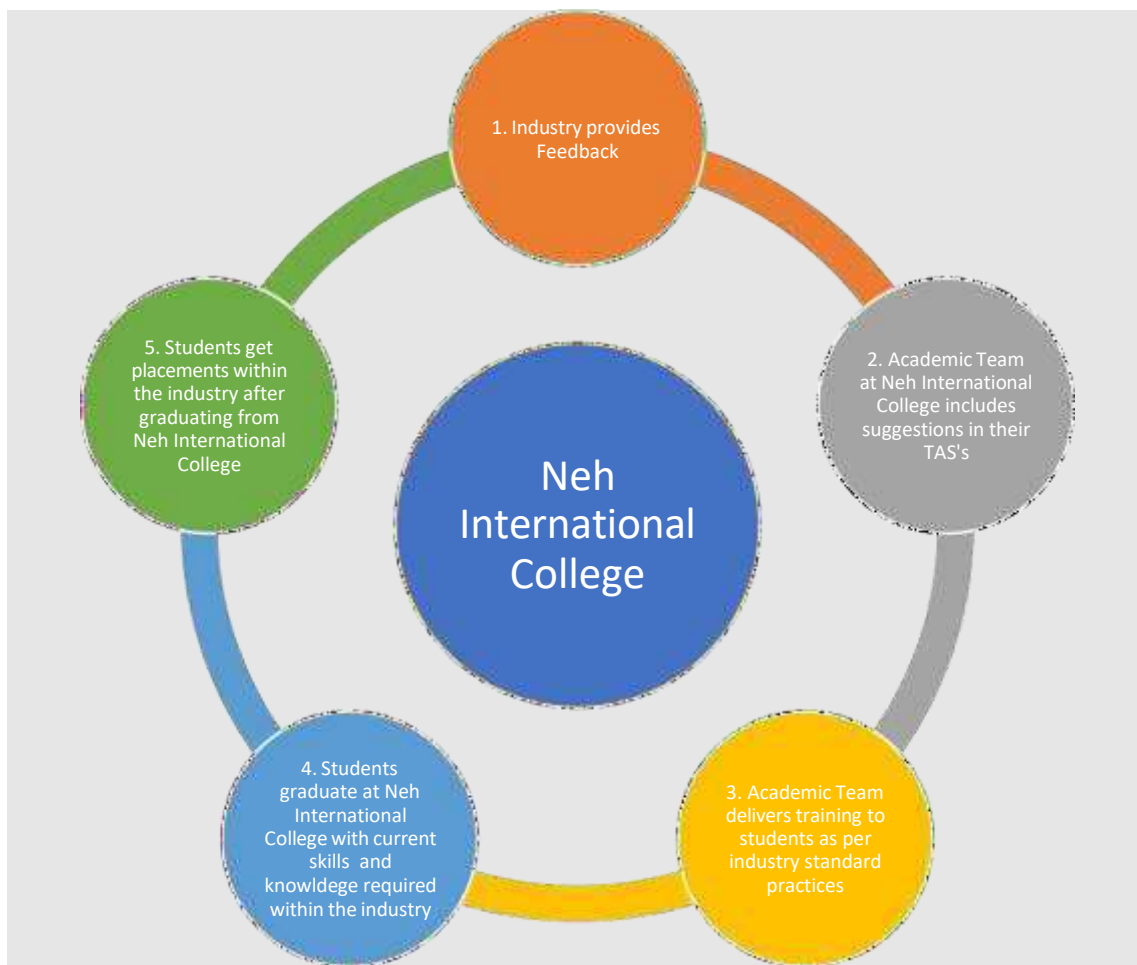 1. Industry provides
Feedback
2. Academic Team
at Neh International
College includes
suggestions in their
TAS's
3. Academic Team
delivers training to
students as per
industry standard
practices
4. Students
graduate at Neh
International
College with current
skills and
knowldege required
within the industry
5. Students get
placements within
the industry after
graduating from
Neh International
College
Neh
International
College